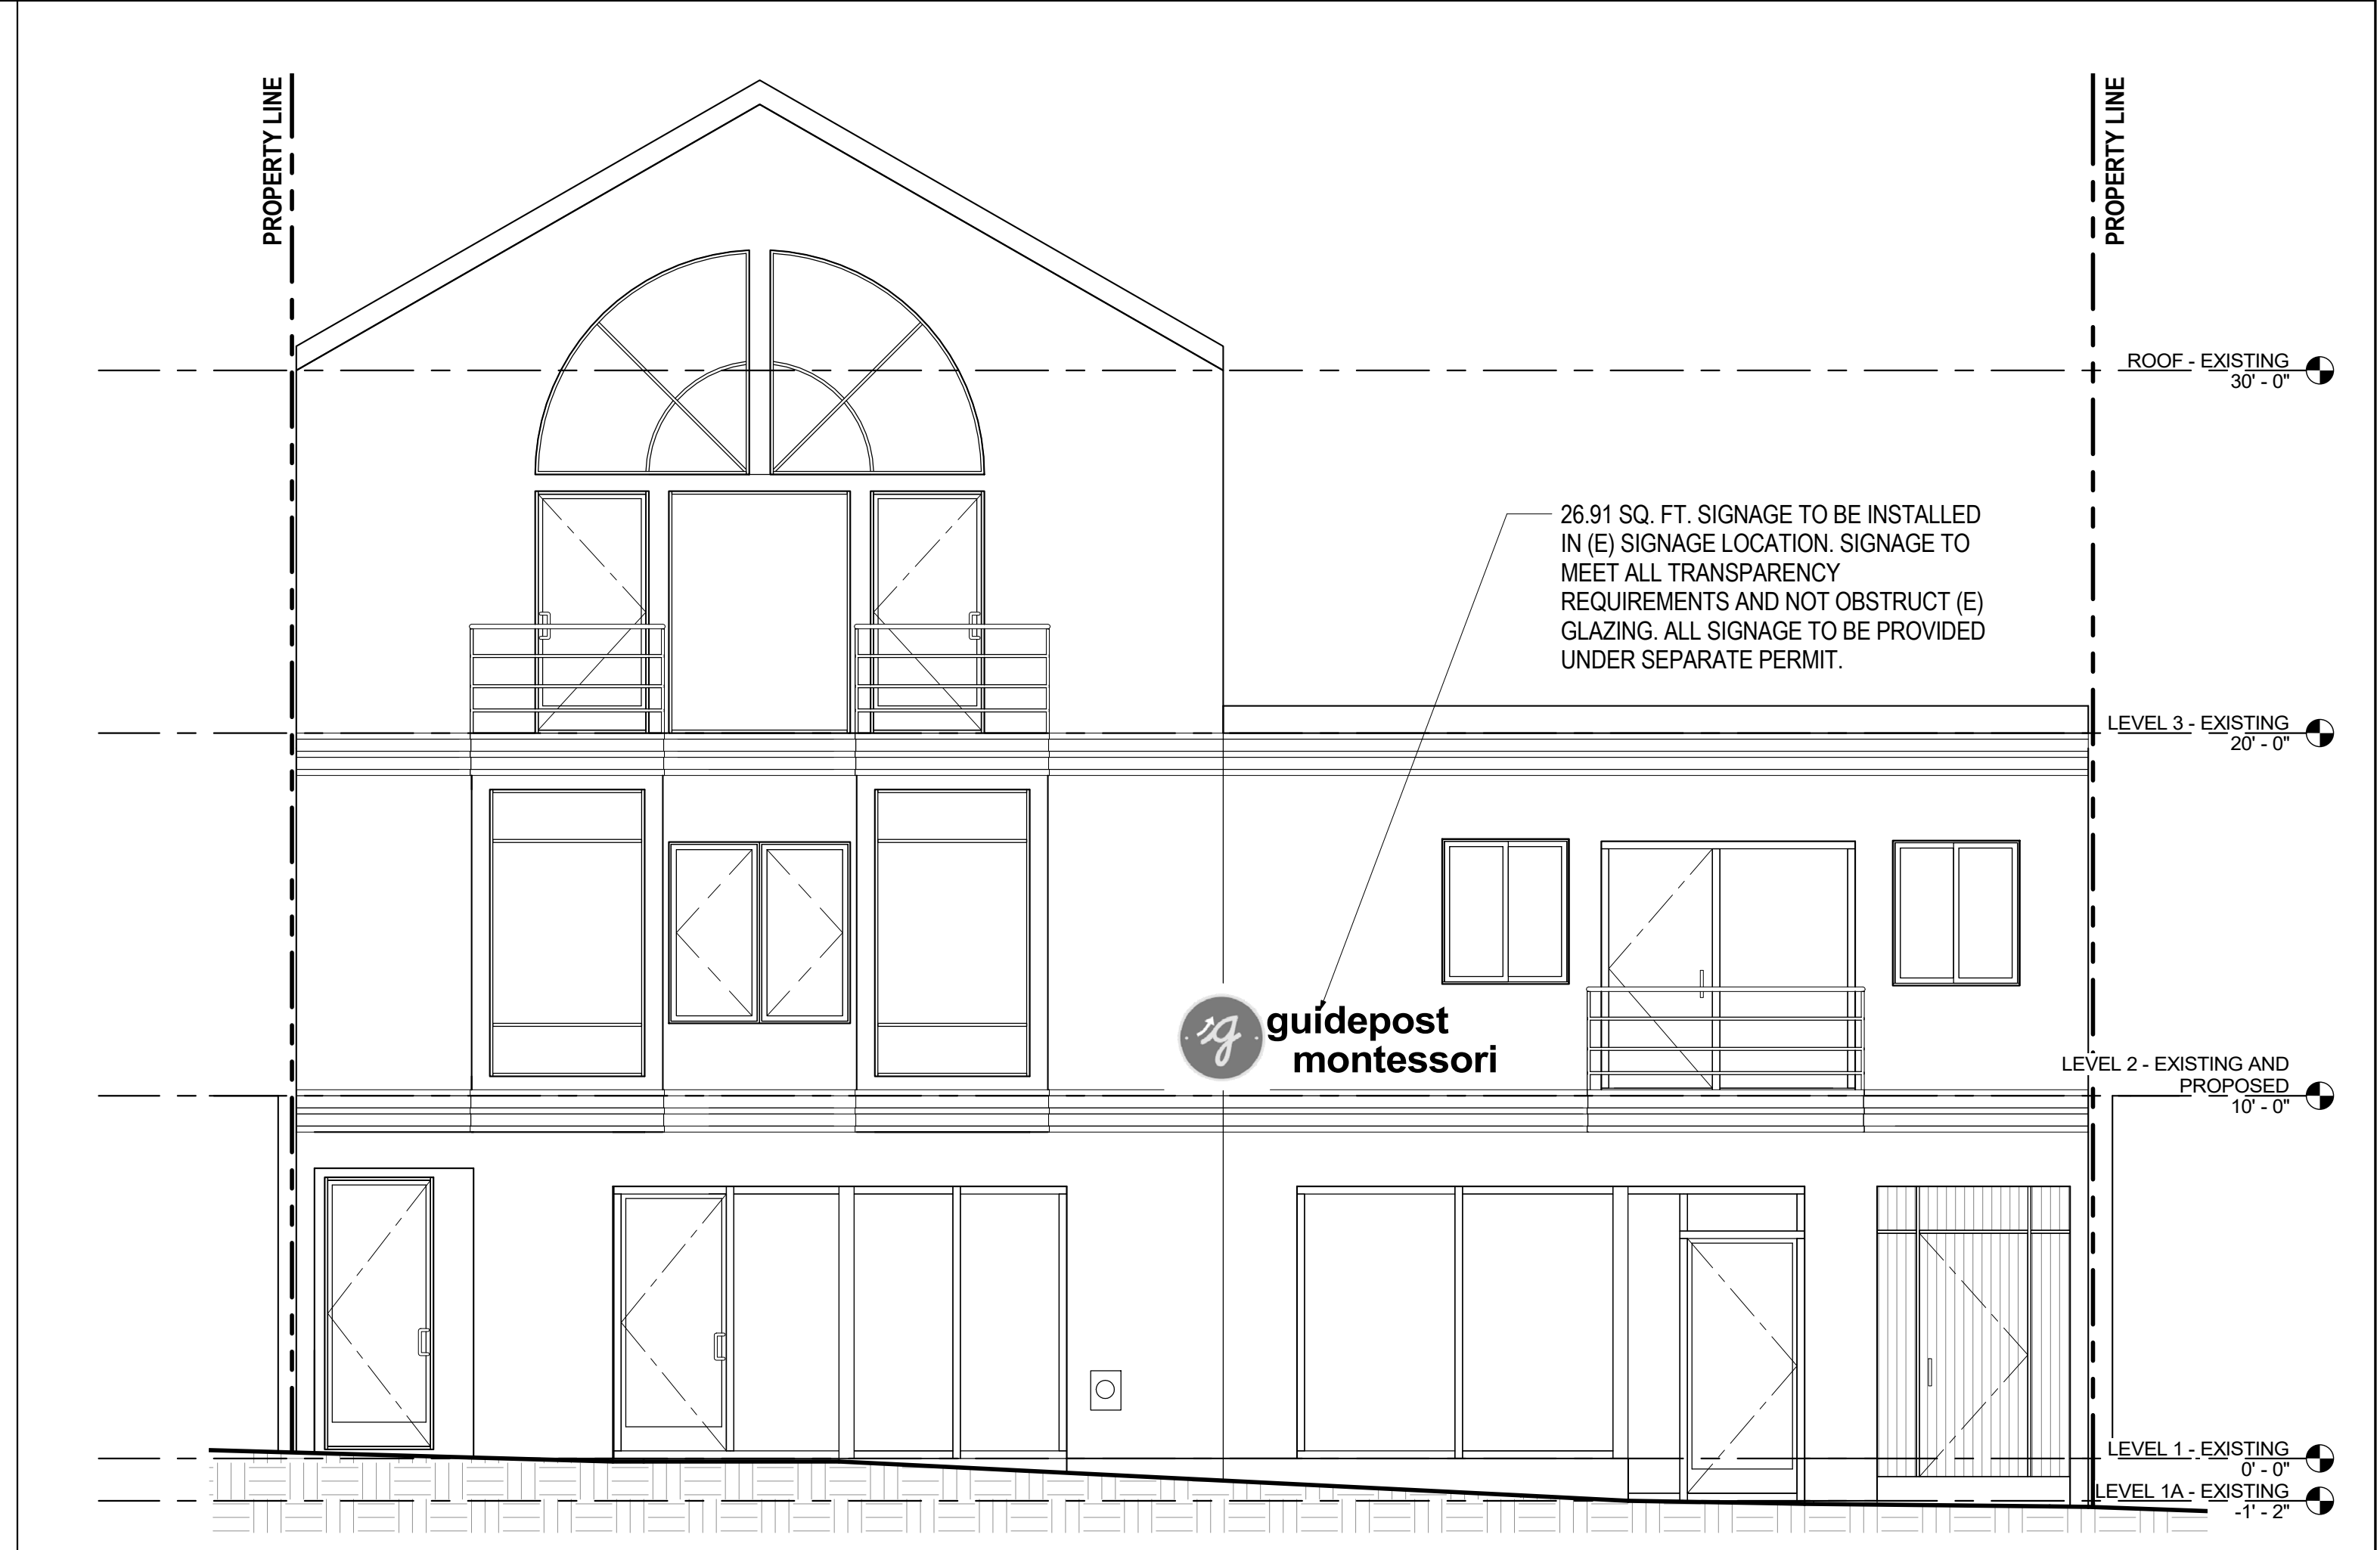 PROPERTY LINE
PROPERTY LINE
ROOF - EXISTING
30' - 0"
26.91 SQ. FT. SIGNAGE TO BE INSTALLED
IN (E) SIGNAGE LOCATION. SIGNAGE TO
MEET ALL TRANSPARENCY
REQUIREMENTS AND NOT OBSTRUCT (E)
GLAZING. ALL SIGNAGE TO BE PROVIDED
UNDER SEPARATE PERMIT.
LEVEL 3 - EXISTING
20' - 0"
g
guidepost
montessori
LEVEL 2 - EXISTING AND
PROPOSED
10' - 0"
LEVEL 1 - EXISTING
0' - 0"
LEVEL 1A - EXISTING
-1' - 2"